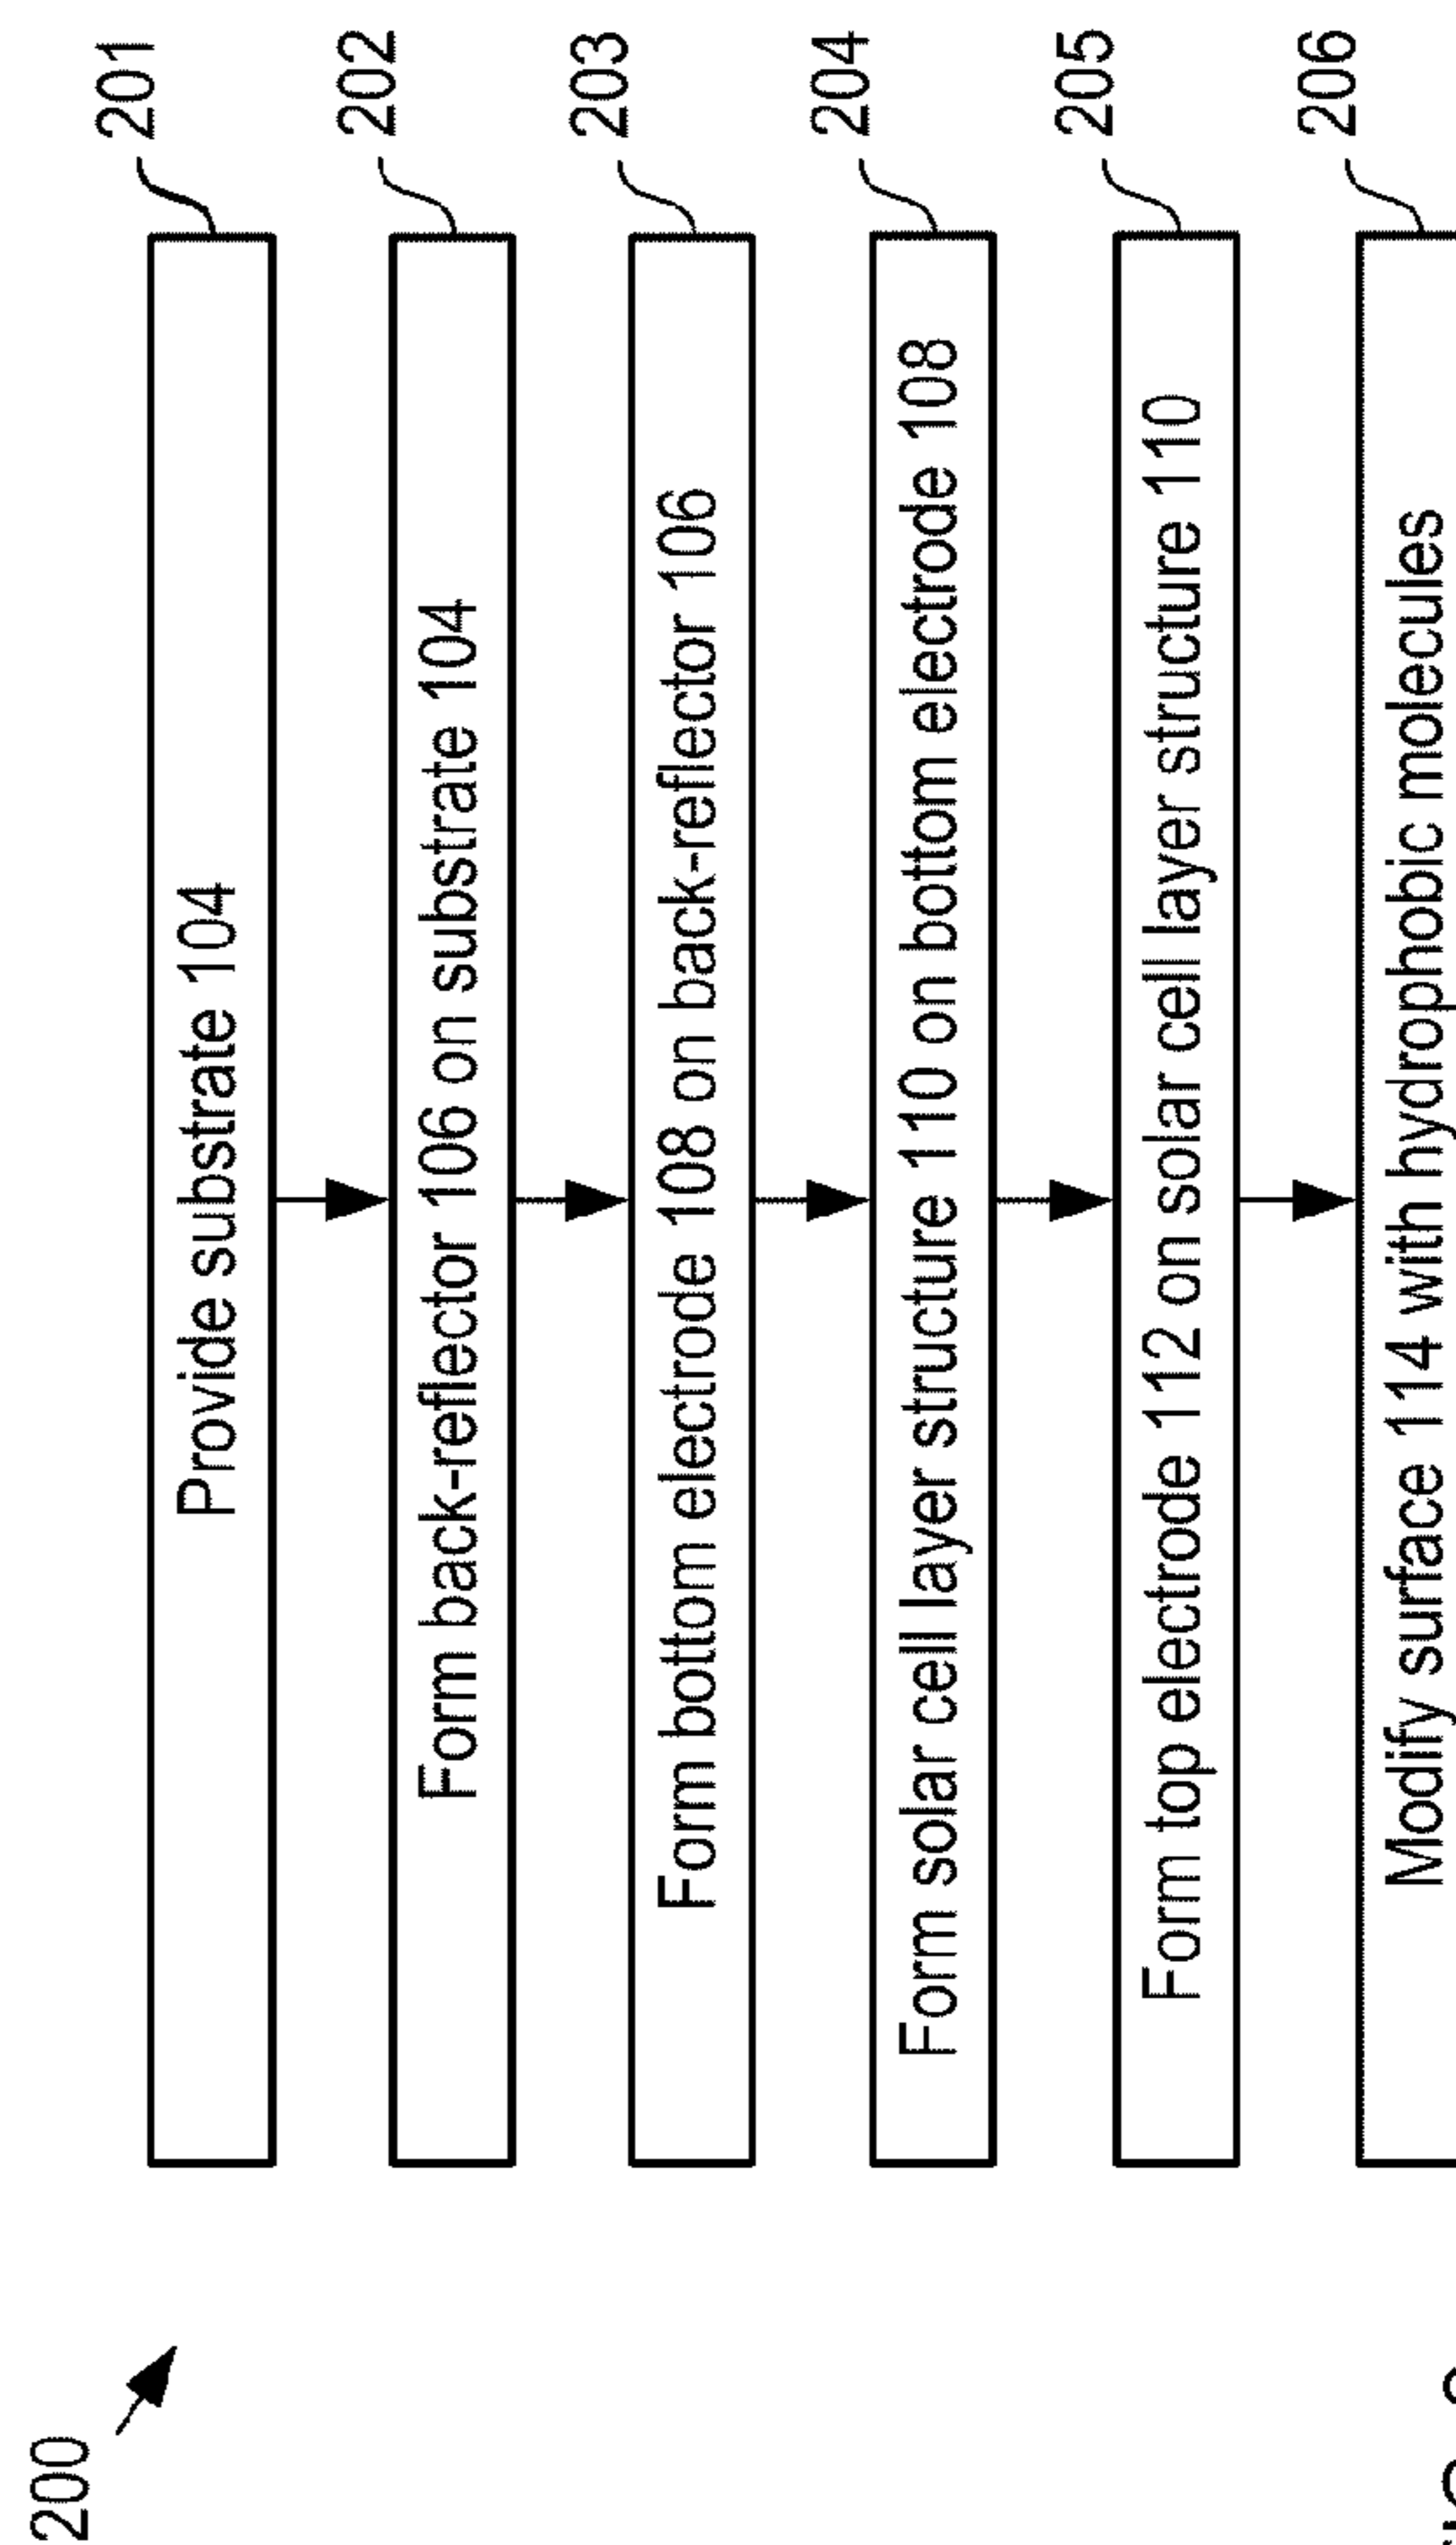 200
Provide substrate 104
201
Form back-reflector 106 on substrate 104
202
Form bottom electrode 108 on back-reflector 106
203
Form solar cell layer structure 110 on bottom electrode 108
204
Form top electrode 112 on solar cell layer structure 110
205
Modify surface 114 with hydrophobic molecules
206